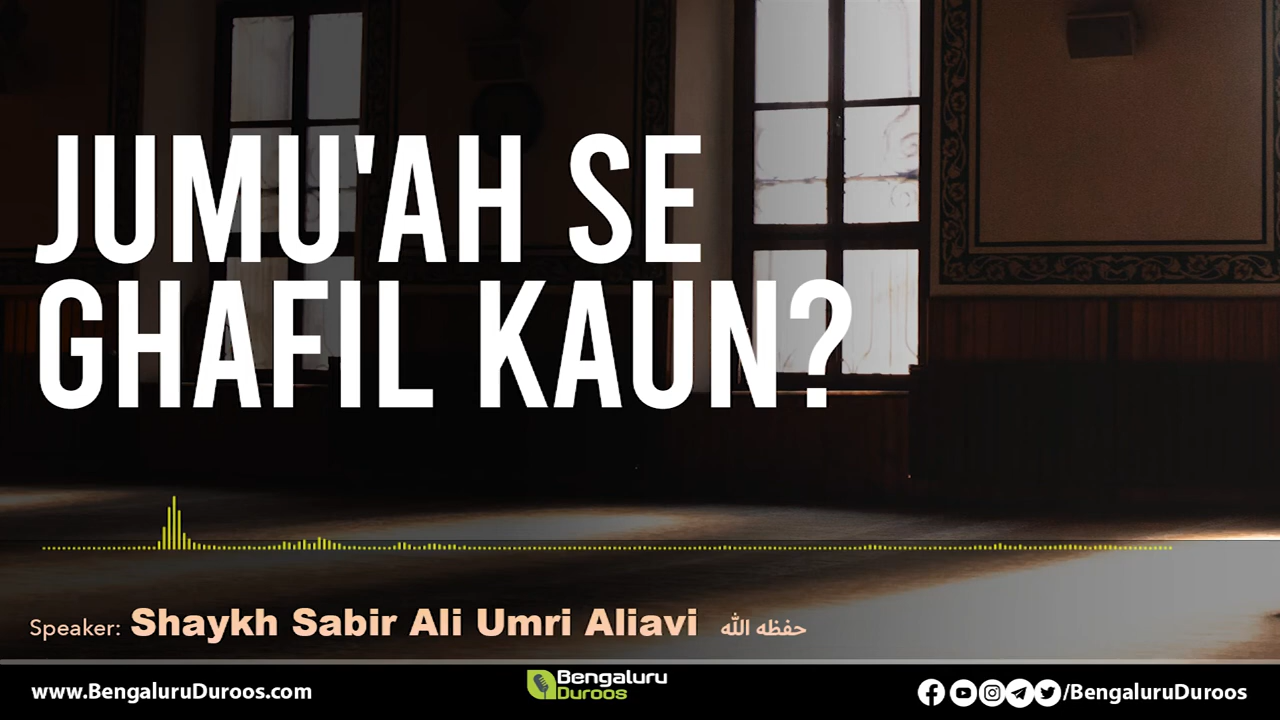 JUMU'AH SE
GHAFIL KAUN?
Speaker: Shaykh Sabir Ali Umri Aliavi حفظه الله
www.BengaluruDuroos.com
Bengaluru
Duroos
/BengaluruDuroos